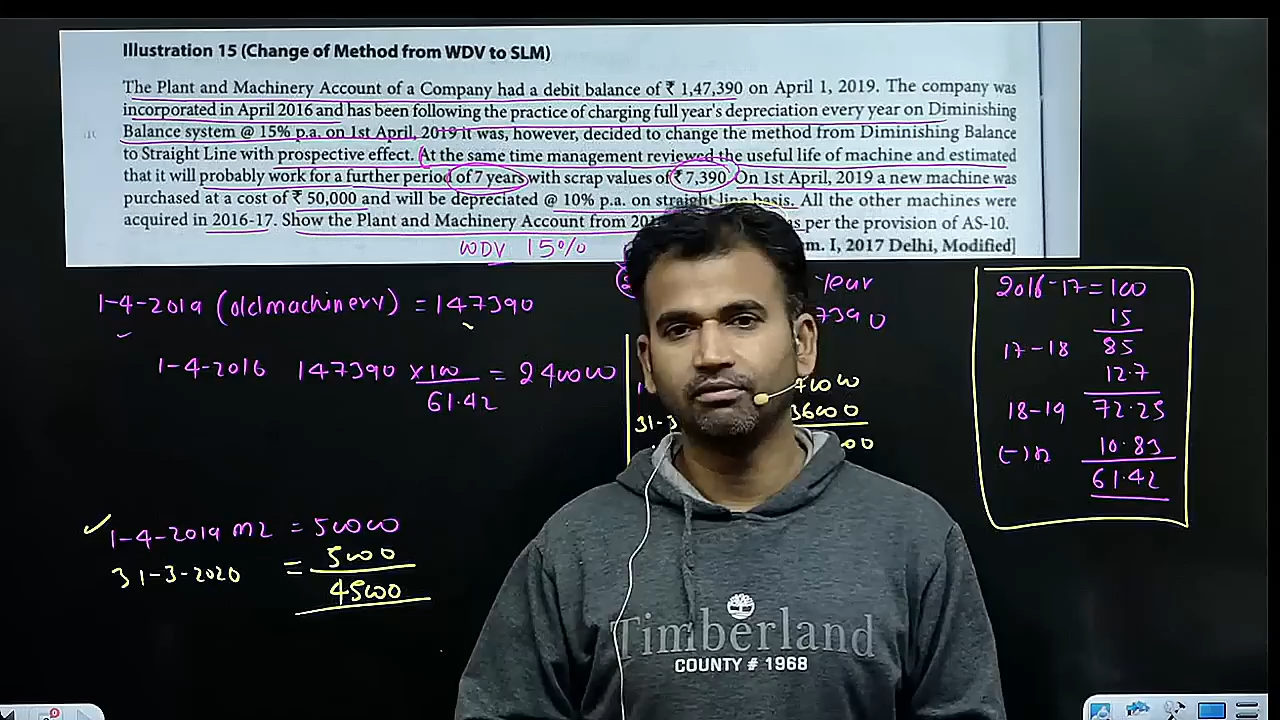 Illustration 15 (Change of Method from WDV to SLM)
The Plant and Machinery Account of a Company had a debit balance of ₹ 1,47,390 on April 1, 2019. The company was
incorporated in April 2016 and has been following the practice of charging full year's depreciation every year on Diminishing
Balance system @ 15% p.a. on 1st April, 2019 it was, however, decided to change the method from Diminishing Balance
to Straight Line with prospective effect. At the same time management reviewed the useful life of machine and estimated
that it will probably work for a further period of 7 years with scrap values of ₹ 7,390 On 1st April, 2019 a new machine was
purchased at a cost of ₹ 50,000 and will be depreciated @ 10% p.a. on straight line basis. All the other machines were
acquired in 2016-17. Show the Plant and Machinery Account from as per the provision of AS-10.
m. I, 2017 Delhi, Modified]
WDV 15%
1-4-2019 (old machinery) = 147390
1-4-2016 147390 × 100 / 61.42 = 240000
Year
7390
36000
31-3
00
1-4-2019 m2 = 50000
5000
31-3-2020 =
45000
2016-17 = 100
15
17-18 85
12.7
18-19 72.25
10.83
61.42
Timberland
COUNTY # 1968